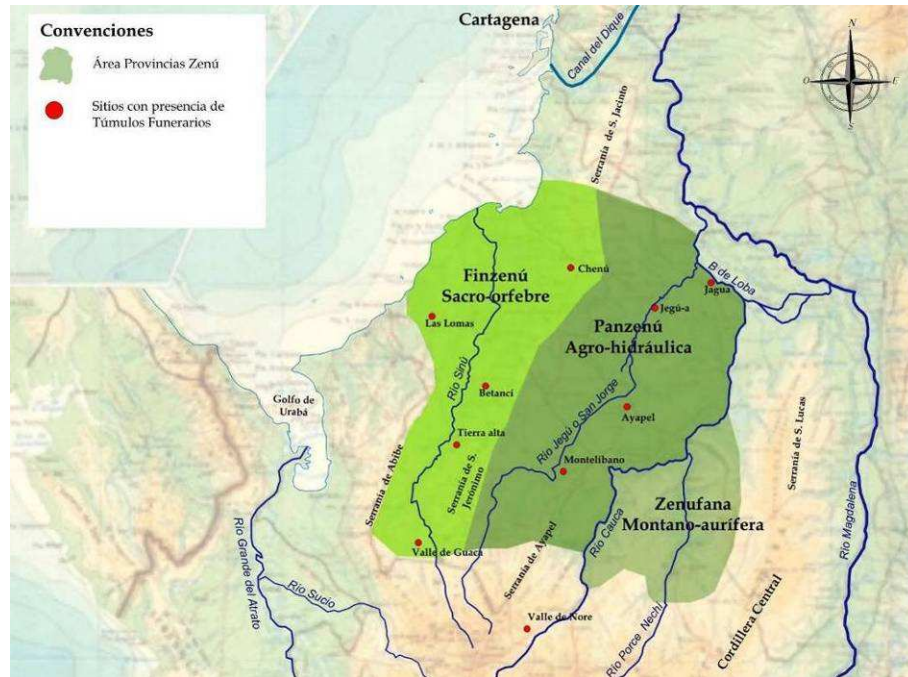 Convenciones
Área Provincias Zenú
Sitios con presencia de
Túmulos Funerarios
Cartagena
Canal del Dique
N
O
E
S
Serranía de S. Jacinto
Finzenú
Sacro-orfebre
Chenú
B de Loba
Jagua
Jegú-a
Las Lomas
Panzenú
Agro-hidráulica
Río Sinú
Betancí
Golfo de
Urabá
Río Jegú o San Jorge
Ayapel
Serranía de S. Lucas
Tierra alta
Serranía de Abibe
Serranía de S.
Jerónimo
Montelibano
Zenufana
Montano-aurífera
Río Cauca
Río Magdalena
Valle de Guaca
Serranía de Ayapel
Río Grande del Atrato
Río Sucio
Valle de Nore
Río Porce Nechí
Cordillera Central